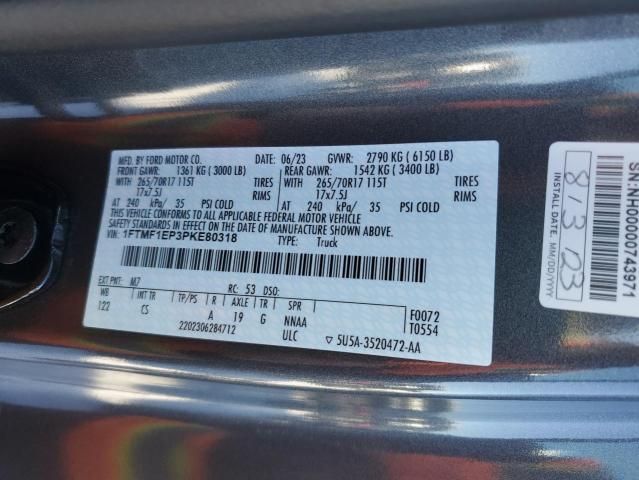 MFD. BY FORD MOTOR CO.
DATE: 06/23 GVWR: 2790 KG ( 6150 LB)
FRONT GAWR: 1361 KG ( 3000 LB) REAR GAWR: 1542 KG ( 3400 LB)
WITH 265/70R17 115T TIRES WITH 265/70R17 115T TIRES
17x7.5J RIMS 17x7.5J RIMS
AT 240 kPa/ 35 PSI COLD AT 240 kPa/ 35 PSI COLD
THIS VEHICLE CONFORMS TO ALL APPLICABLE FEDERAL MOTOR VEHICLE
SAFETY STANDARDS IN EFFECT ON THE DATE OF MANUFACTURE SHOWN ABOVE.
VIN: 1FTMF1EP3PKE80318 TYPE: Truck
EXT PNT: M7 RC: 53 DSO: F0072
WB INT TR TP/PS R AXLE TR SPR T0554
122 CS A 19 G NNAA
2202306284712 ULC ▽ 5U5A-3520472-AA
SN:NH00000743971
INSTALL DATE. MM/DD/YYYY
8/3/23